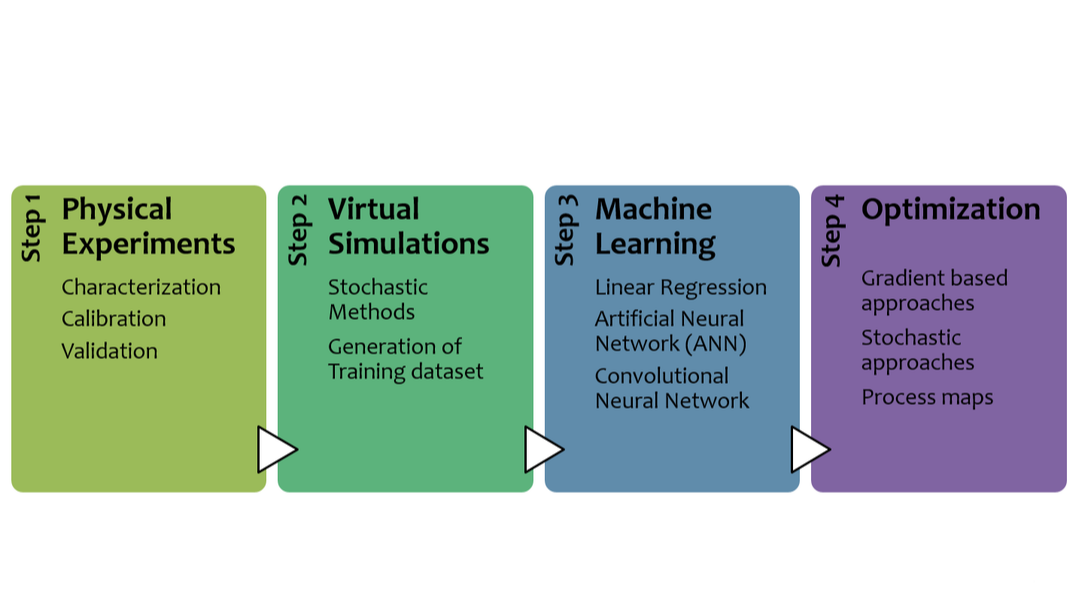 Step 1
Physical
Experiments
Characterization
Calibration
Validation
Step 2
Virtual
Simulations
Stochastic
Methods
Generation of
Training dataset
Step 3
Machine
Learning
Linear Regression
Artificial Neural
Network (ANN)
Convolutional
Neural Network
Step 4
Optimization
Gradient based
approaches
Stochastic
approaches
Process maps